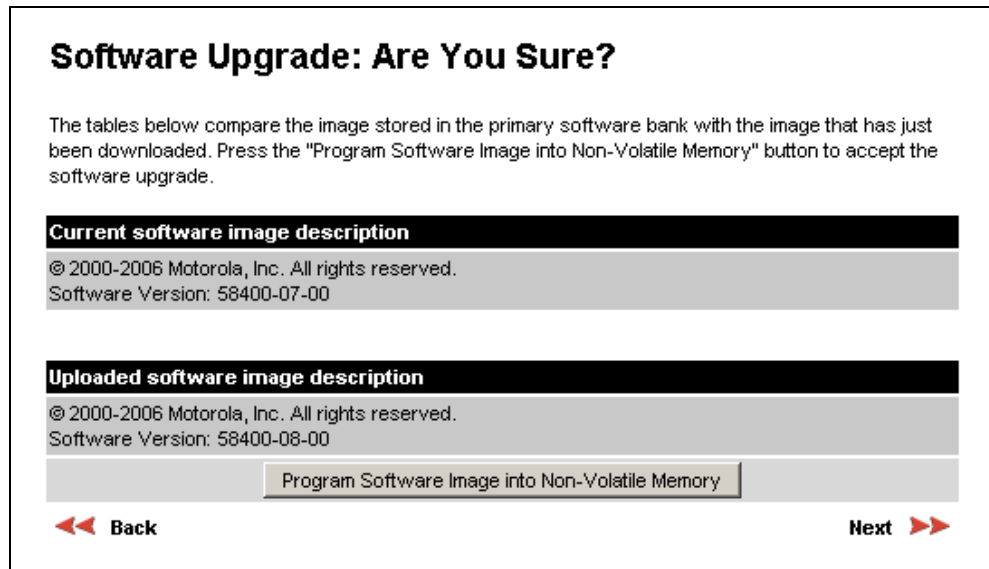 Software Upgrade: Are You Sure?
The tables below compare the image stored in the primary software bank with the image that has just
been downloaded. Press the "Program Software Image into Non-Volatile Memory" button to accept the
software upgrade.
Current software image description
© 2000-2006 Motorola, Inc. All rights reserved.
Software Version: 58400-07-00
Uploaded software image description
© 2000-2006 Motorola, Inc. All rights reserved.
Software Version: 58400-08-00
Program Software Image into Non-Volatile Memory
Back Next